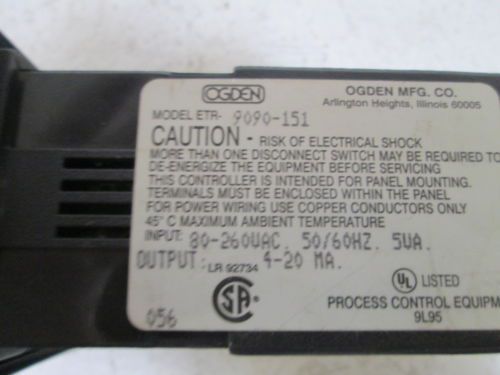 OGDEN
OGDEN MFG. CO.
Arlington Heights, Illinois 60005
MODEL ETR- 9090-151
CAUTION - RISK OF ELECTRICAL SHOCK
MORE THAN ONE DISCONNECT SWITCH MAY BE REQUIRED TO
DE-ENERGIZE THE EQUIPMENT BEFORE SERVICING
THIS CONTROLLER IS INTENDED FOR PANEL MOUNTING.
TERMINALS MUST BE ENCLOSED WITHIN THE PANEL
FOR POWER WIRING USE COPPER CONDUCTORS ONLY
45° C MAXIMUM AMBIENT TEMPERATURE
INPUT: 80-260VAC. 50/60HZ. 5VA.
OUTPUT: 4-20 MA.
LR 92734
SA
UL LISTED
PROCESS CONTROL EQUIPM
9L95
056